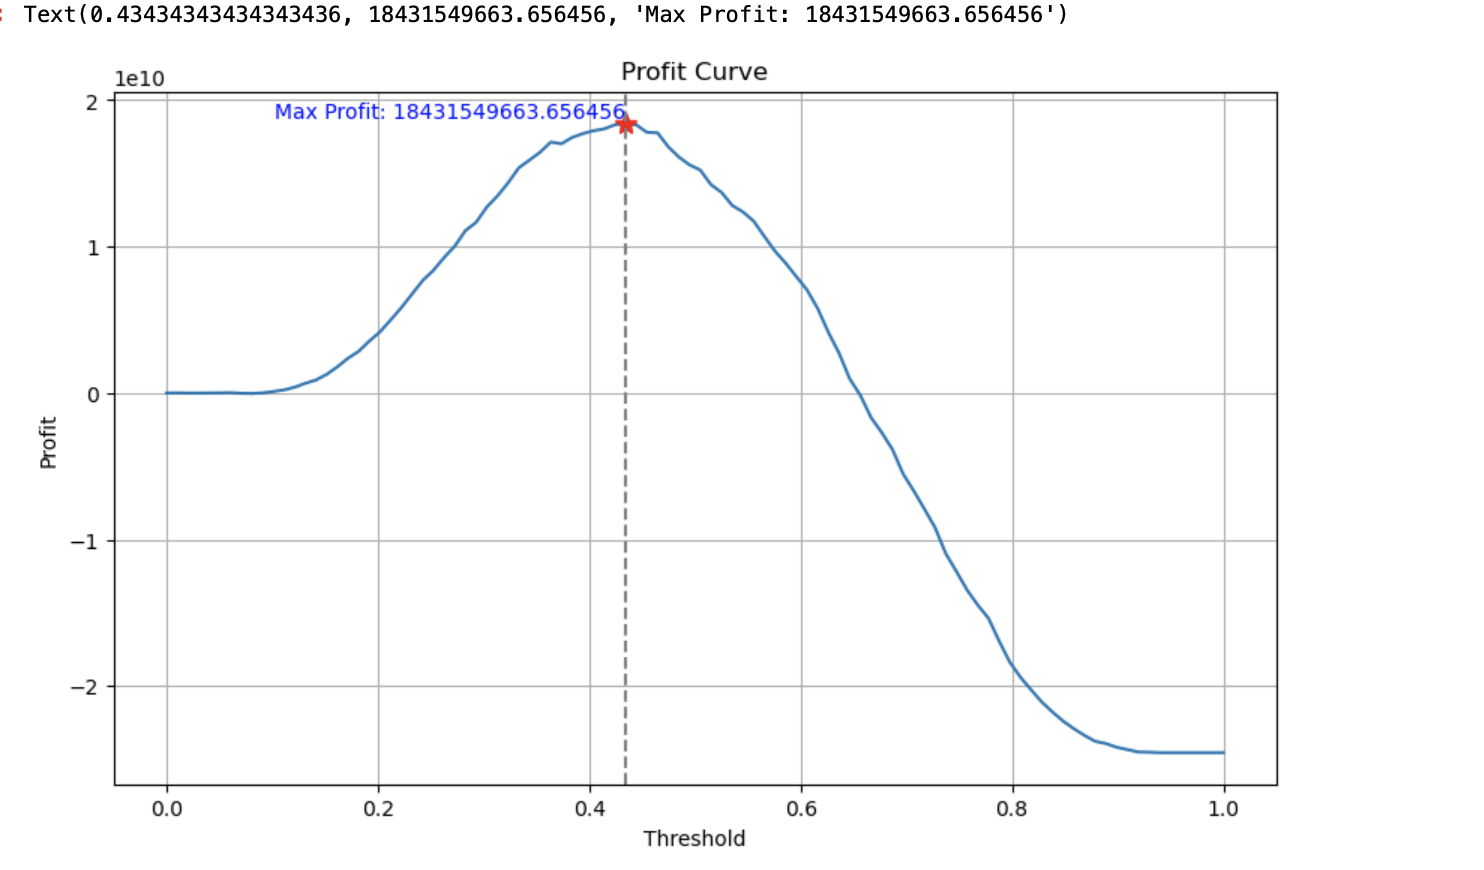 : Text(0.43434343434343436, 18431549663.656456, 'Max Profit: 18431549663.656456')
Profit Curve
1e10
Max Profit: 18431549663.656456
2
1
0
−1
−2
Profit
0.0 0.2 0.4 0.6 0.8 1.0
Threshold